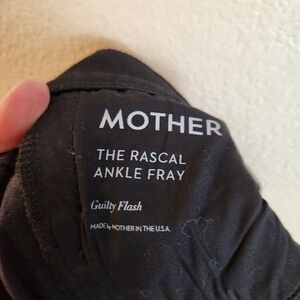 MOTHER
THE RASCAL
ANKLE FRAY
Guilty Flash
MADE by MOTHER IN THE U.S.A.